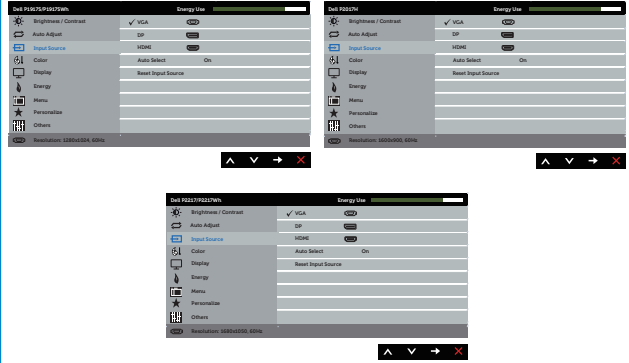 Dell P1917S/P1917SWh Energy Use
Brightness / Contrast VGA
Auto Adjust DP
Input Source HDMI
Color Auto Select On
Display Reset Input Source
Energy
Menu
Personalize
Others
Resolution: 1280x1024, 60Hz
Dell P2017H Energy Use
Brightness / Contrast VGA
Auto Adjust DP
Input Source HDMI
Color Auto Select On
Display Reset Input Source
Energy
Menu
Personalize
Others
Resolution: 1600x900, 60Hz
Dell P2217/P2217Wh Energy Use
Brightness / Contrast VGA
Auto Adjust DP
Input Source HDMI
Color Auto Select On
Display Reset Input Source
Energy
Menu
Personalize
Others
Resolution: 1680x1050, 60Hz